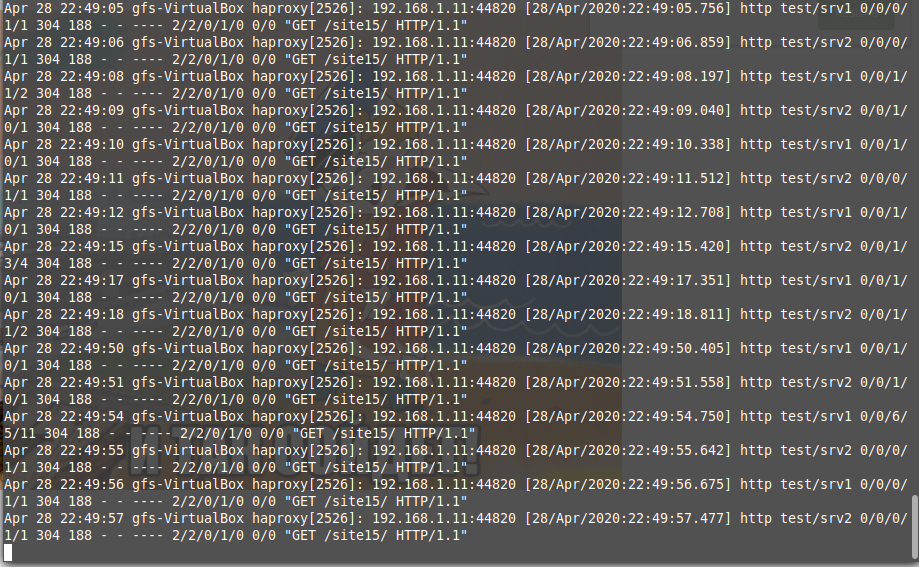 Apr 28 22:49:05 gfs-VirtualBox haproxy[2526]: 192.168.1.11:44820 [28/Apr/2020:22:49:05.756] http test/srv1 0/0/0/
1/1 304 188 - - ---- 2/2/0/1/0 0/0 "GET /site15/ HTTP/1.1"
Apr 28 22:49:06 gfs-VirtualBox haproxy[2526]: 192.168.1.11:44820 [28/Apr/2020:22:49:06.859] http test/srv2 0/0/0/
1/1 304 188 - - ---- 2/2/0/1/0 0/0 "GET /site15/ HTTP/1.1"
Apr 28 22:49:08 gfs-VirtualBox haproxy[2526]: 192.168.1.11:44820 [28/Apr/2020:22:49:08.197] http test/srv1 0/0/1/
1/2 304 188 - - ---- 2/2/0/1/0 0/0 "GET /site15/ HTTP/1.1"
Apr 28 22:49:09 gfs-VirtualBox haproxy[2526]: 192.168.1.11:44820 [28/Apr/2020:22:49:09.040] http test/srv2 0/0/1/
0/1 304 188 - - ---- 2/2/0/1/0 0/0 "GET /site15/ HTTP/1.1"
Apr 28 22:49:10 gfs-VirtualBox haproxy[2526]: 192.168.1.11:44820 [28/Apr/2020:22:49:10.338] http test/srv1 0/0/1/
0/1 304 188 - - ---- 2/2/0/1/0 0/0 "GET /site15/ HTTP/1.1"
Apr 28 22:49:11 gfs-VirtualBox haproxy[2526]: 192.168.1.11:44820 [28/Apr/2020:22:49:11.512] http test/srv2 0/0/0/
1/1 304 188 - - ---- 2/2/0/1/0 0/0 "GET /site15/ HTTP/1.1"
Apr 28 22:49:12 gfs-VirtualBox haproxy[2526]: 192.168.1.11:44820 [28/Apr/2020:22:49:12.708] http test/srv1 0/0/1/
0/1 304 188 - - ---- 2/2/0/1/0 0/0 "GET /site15/ HTTP/1.1"
Apr 28 22:49:15 gfs-VirtualBox haproxy[2526]: 192.168.1.11:44820 [28/Apr/2020:22:49:15.420] http test/srv2 0/0/1/
3/4 304 188 - - ---- 2/2/0/1/0 0/0 "GET /site15/ HTTP/1.1"
Apr 28 22:49:17 gfs-VirtualBox haproxy[2526]: 192.168.1.11:44820 [28/Apr/2020:22:49:17.351] http test/srv1 0/0/1/
0/1 304 188 - - ---- 2/2/0/1/0 0/0 "GET /site15/ HTTP/1.1"
Apr 28 22:49:18 gfs-VirtualBox haproxy[2526]: 192.168.1.11:44820 [28/Apr/2020:22:49:18.811] http test/srv2 0/0/1/
1/2 304 188 - - ---- 2/2/0/1/0 0/0 "GET /site15/ HTTP/1.1"
Apr 28 22:49:50 gfs-VirtualBox haproxy[2526]: 192.168.1.11:44820 [28/Apr/2020:22:49:50.405] http test/srv1 0/0/1/
0/1 304 188 - - ---- 2/2/0/1/0 0/0 "GET /site15/ HTTP/1.1"
Apr 28 22:49:51 gfs-VirtualBox haproxy[2526]: 192.168.1.11:44820 [28/Apr/2020:22:49:51.558] http test/srv2 0/0/1/
0/1 304 188 - - ---- 2/2/0/1/0 0/0 "GET /site15/ HTTP/1.1"
Apr 28 22:49:54 gfs-VirtualBox haproxy[2526]: 192.168.1.11:44820 [28/Apr/2020:22:49:54.750] http test/srv1 0/0/6/
5/11 304 188 - - ---- 2/2/0/1/0 0/0 "GET /site15/ HTTP/1.1"
Apr 28 22:49:55 gfs-VirtualBox haproxy[2526]: 192.168.1.11:44820 [28/Apr/2020:22:49:55.642] http test/srv2 0/0/0/
1/1 304 188 - - ---- 2/2/0/1/0 0/0 "GET /site15/ HTTP/1.1"
Apr 28 22:49:56 gfs-VirtualBox haproxy[2526]: 192.168.1.11:44820 [28/Apr/2020:22:49:56.675] http test/srv1 0/0/0/
1/1 304 188 - - ---- 2/2/0/1/0 0/0 "GET /site15/ HTTP/1.1"
Apr 28 22:49:57 gfs-VirtualBox haproxy[2526]: 192.168.1.11:44820 [28/Apr/2020:22:49:57.477] http test/srv2 0/0/0/
1/1 304 188 - - ---- 2/2/0/1/0 0/0 "GET /site15/ HTTP/1.1"